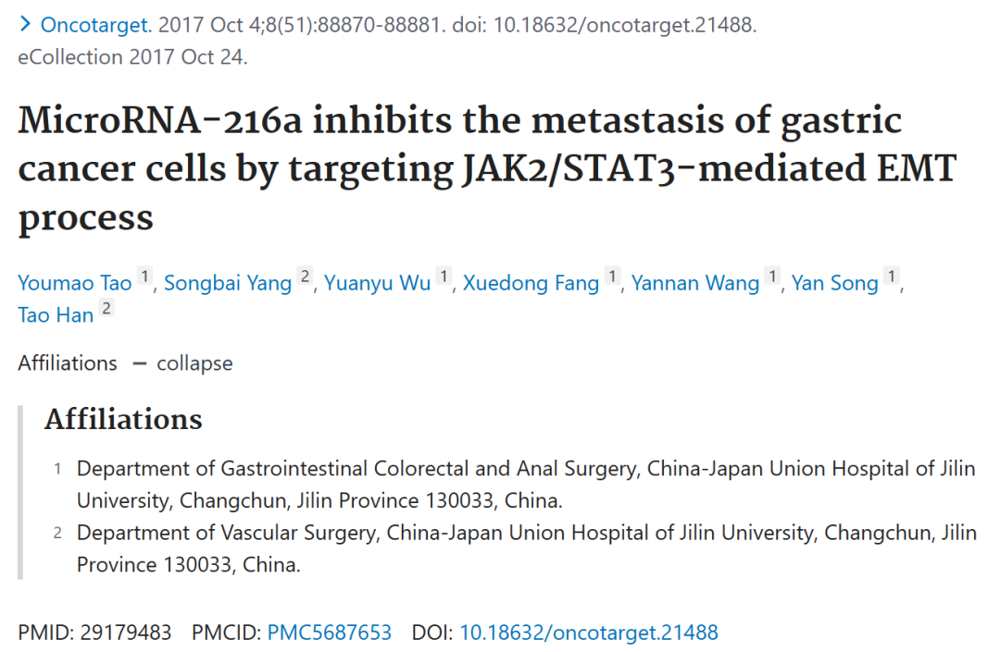 > Oncotarget. 2017 Oct 4;8(51):88870-88881. doi: 10.18632/oncotarget.21488.
eCollection 2017 Oct 24.
MicroRNA-216a inhibits the metastasis of gastric
cancer cells by targeting JAK2/STAT3-mediated EMT
process
Youmao Tao 1, Songbai Yang 2, Yuanyu Wu 1, Xuedong Fang 1, Yannan Wang 1, Yan Song 1,
Tao Han 2
Affiliations — collapse
Affiliations
1 Department of Gastrointestinal Colorectal and Anal Surgery, China-Japan Union Hospital of Jilin
University, Changchun, Jilin Province 130033, China.
2 Department of Vascular Surgery, China-Japan Union Hospital of Jilin University, Changchun, Jilin
Province 130033, China.
PMID: 29179483 PMCID: PMC5687653 DOI: 10.18632/oncotarget.21488